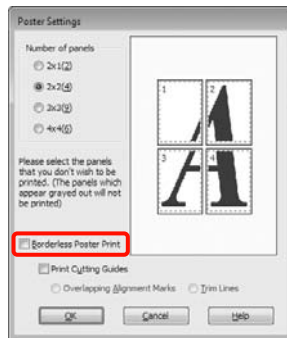 Poster Settings
Number of panels
2x1(2)
2x2(4)
3x3(9)
4x4(6)
1
2
3
4
Please select the panels
that you don't wish to be
printed. (The panels which
appear grayed out will not
be printed)
Borderless Poster Print
Print Cutting Guides
Overlapping Alignment Marks
Trim Lines
OK
Cancel
Help